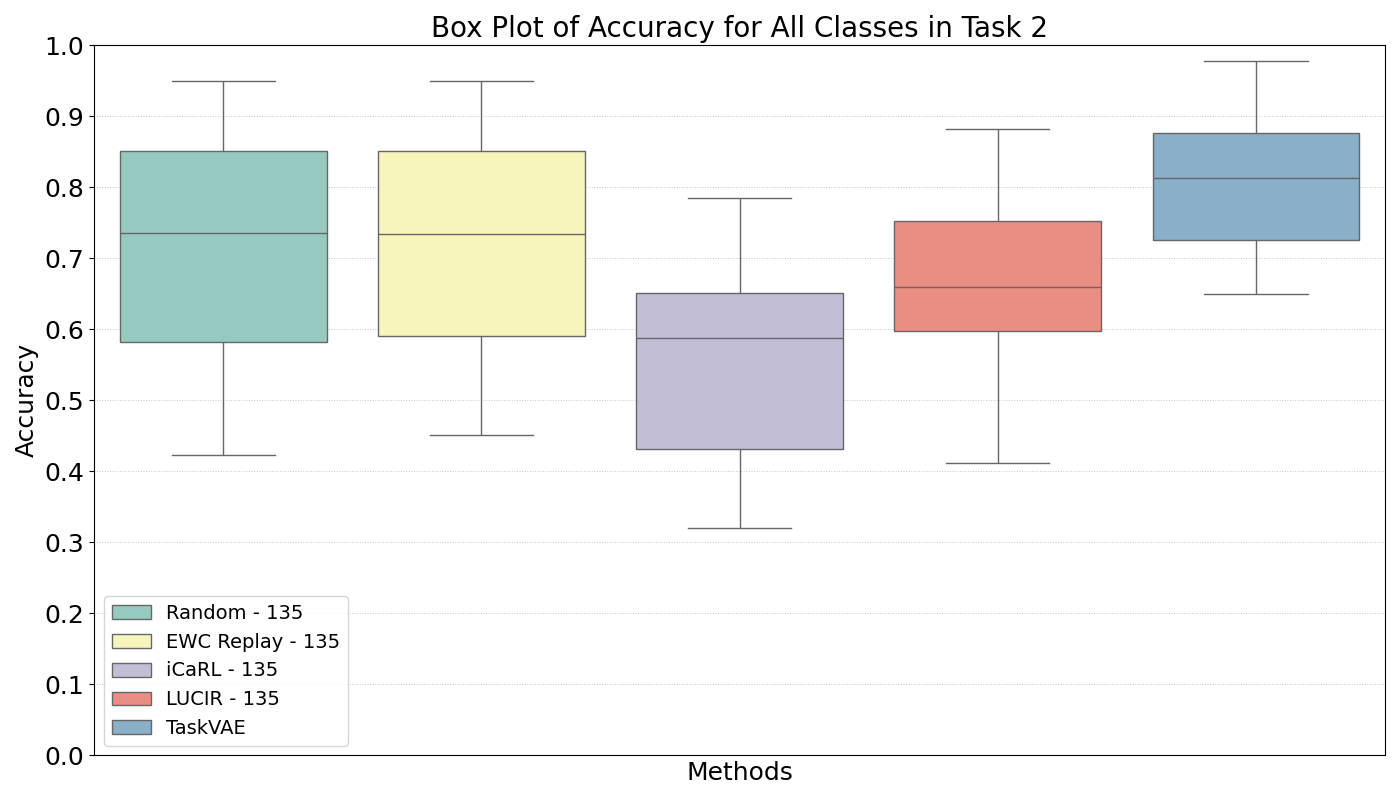 Box Plot of Accuracy for All Classes in Task 2
1.0
0.9
0.8
0.7
0.6
0.5
0.4
0.3
0.2
0.1
0.0
Accuracy
Random - 135
EWC Replay - 135
iCaRL - 135
LUCIR - 135
TaskVAE
Methods